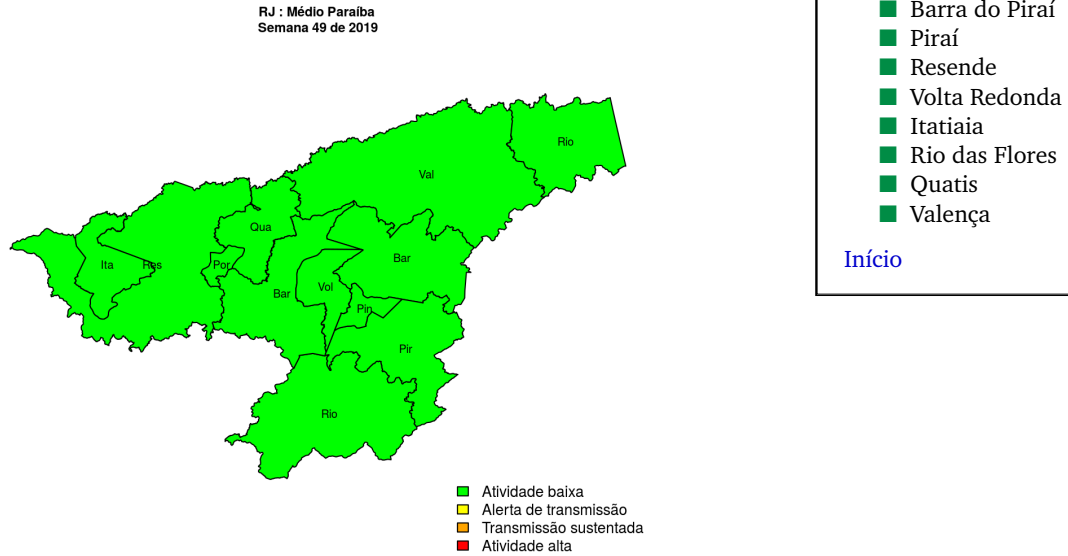 RJ : Médio Paraíba
Semana 49 de 2019
Rio
Val
Qua
Ita
Res
Por
Bar
Vol
Bar
Pin
Pir
Rio
Atividade baixa
Alerta de transmissão
Transmissão sustentada
Atividade alta
Barra do Piraí
Piraí
Resende
Volta Redonda
Itatiaia
Rio das Flores
Quatis
Valença
Início